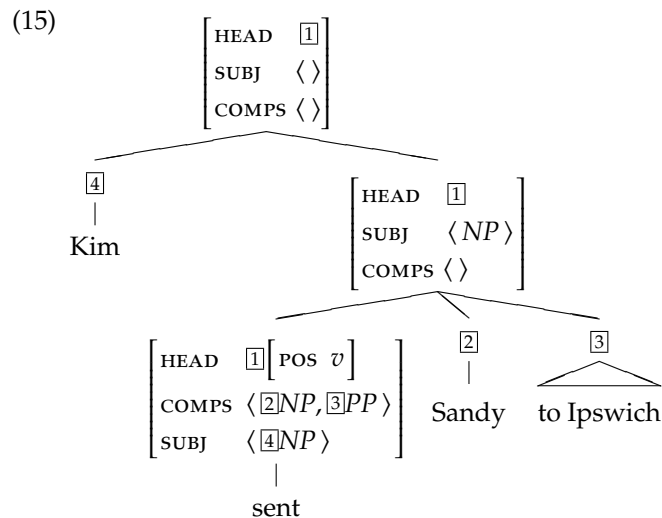 (15)
HEAD 1
SUBJ ⟨ ⟩
COMPS ⟨ ⟩
4
Kim
HEAD 1
SUBJ ⟨ NP ⟩
COMPS ⟨ ⟩
HEAD 1 [ POS v ]
COMPS ⟨ 2 NP, 3 PP ⟩
SUBJ ⟨ 4 NP ⟩
sent
2
Sandy
3
to Ipswich